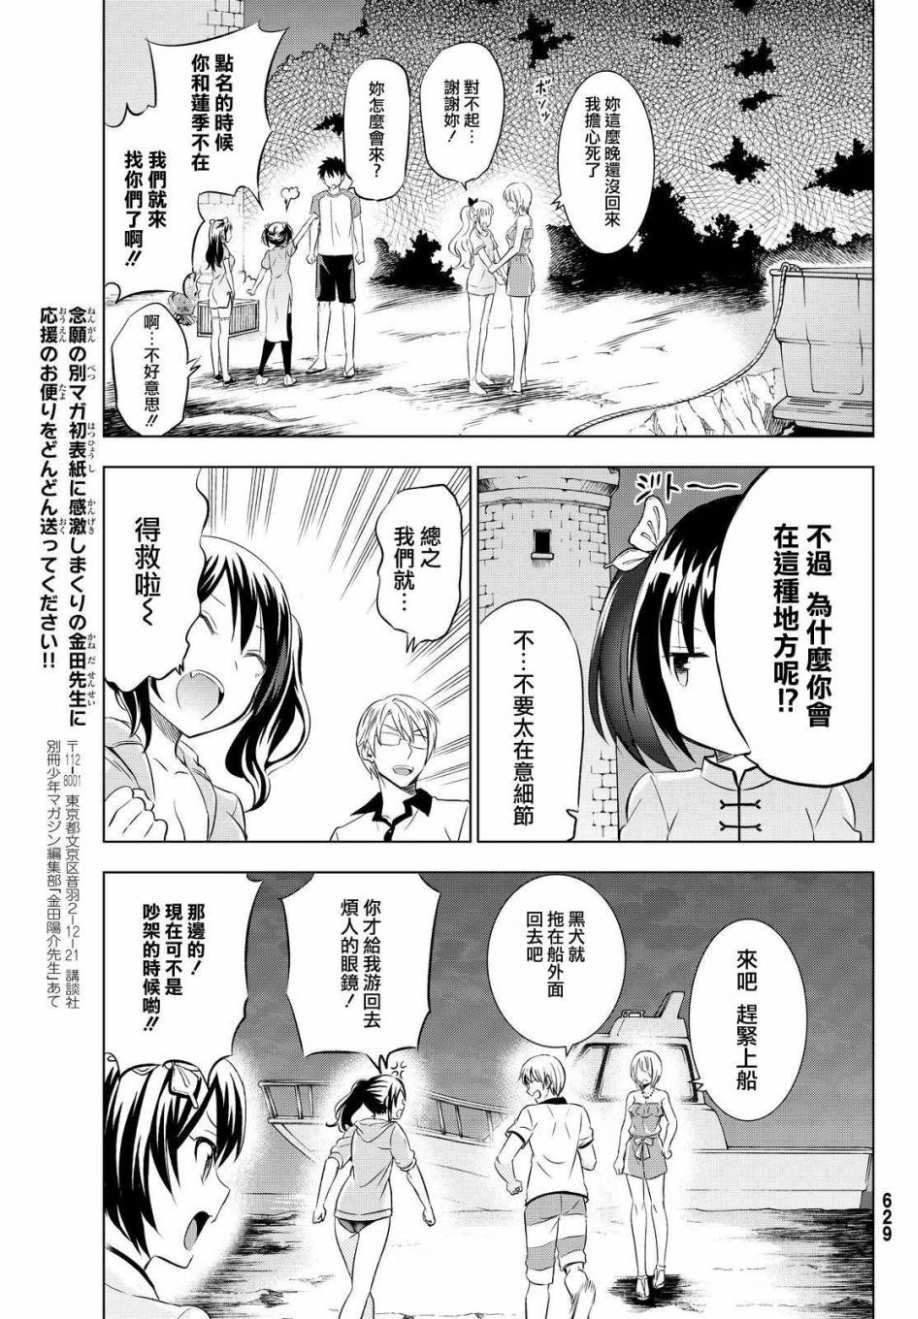 妳這麼晚還沒回來
我擔心死了
ボソッ
對不起…
謝謝妳！
妳怎麼會來？
點名的時候
你和蓮季不在
我們就來
找你們了啊!!
啊…不好意思!!
不過 為什麼你會
在這種地方呢!?
ジトー
不…不要太在意細節
總之
我們就…
得救啦～
來吧 趕緊上船
黑犬就
拖在船外面
回去吧
你才給我游回去
煩人的眼鏡！
那邊的！
現在可不是
吵架的時候喲!!
念願の別マガ初表紙に感激しまくりの金田先生に
応援のお便りをどんどん送ってください!!
〒112-8001 東京都文京区音羽2-12-21 講談社
別冊少年マガジン編集部「金田陽介先生」あて
629